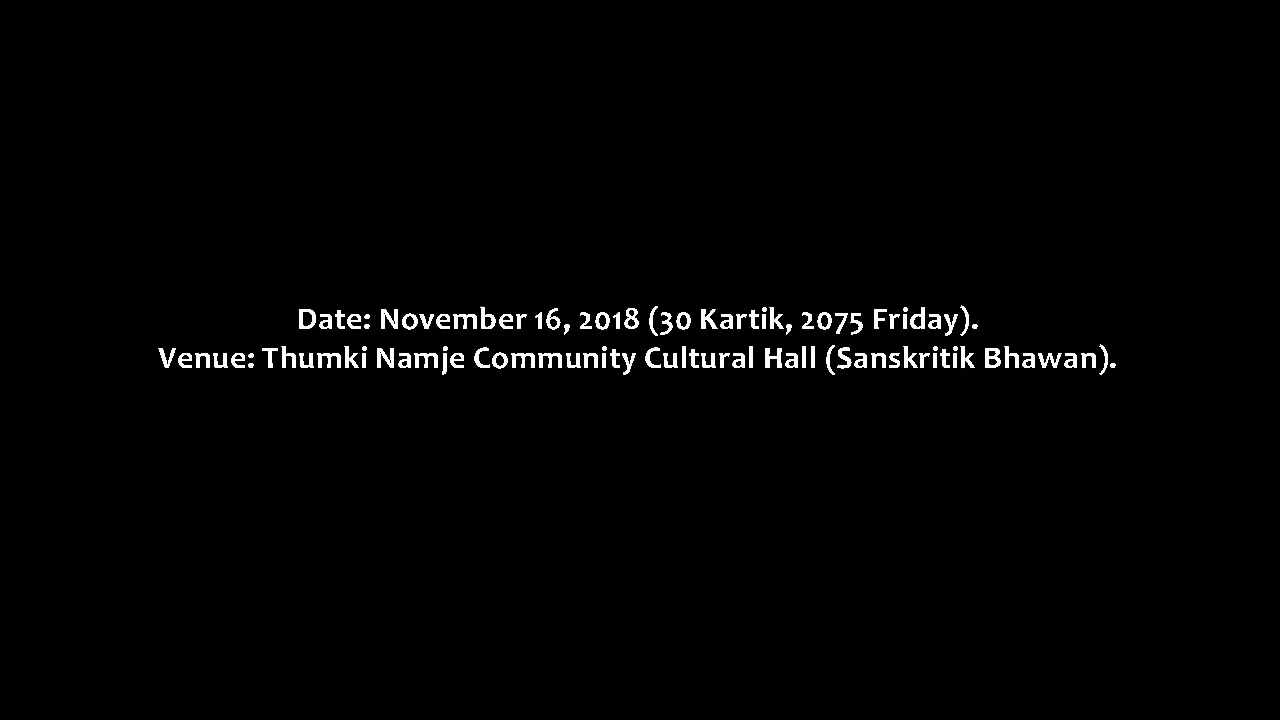 Date: November 16, 2018 (30 Kartik, 2075 Friday).
Venue: Thumki Namje Community Cultural Hall (Sanskritik Bhawan).